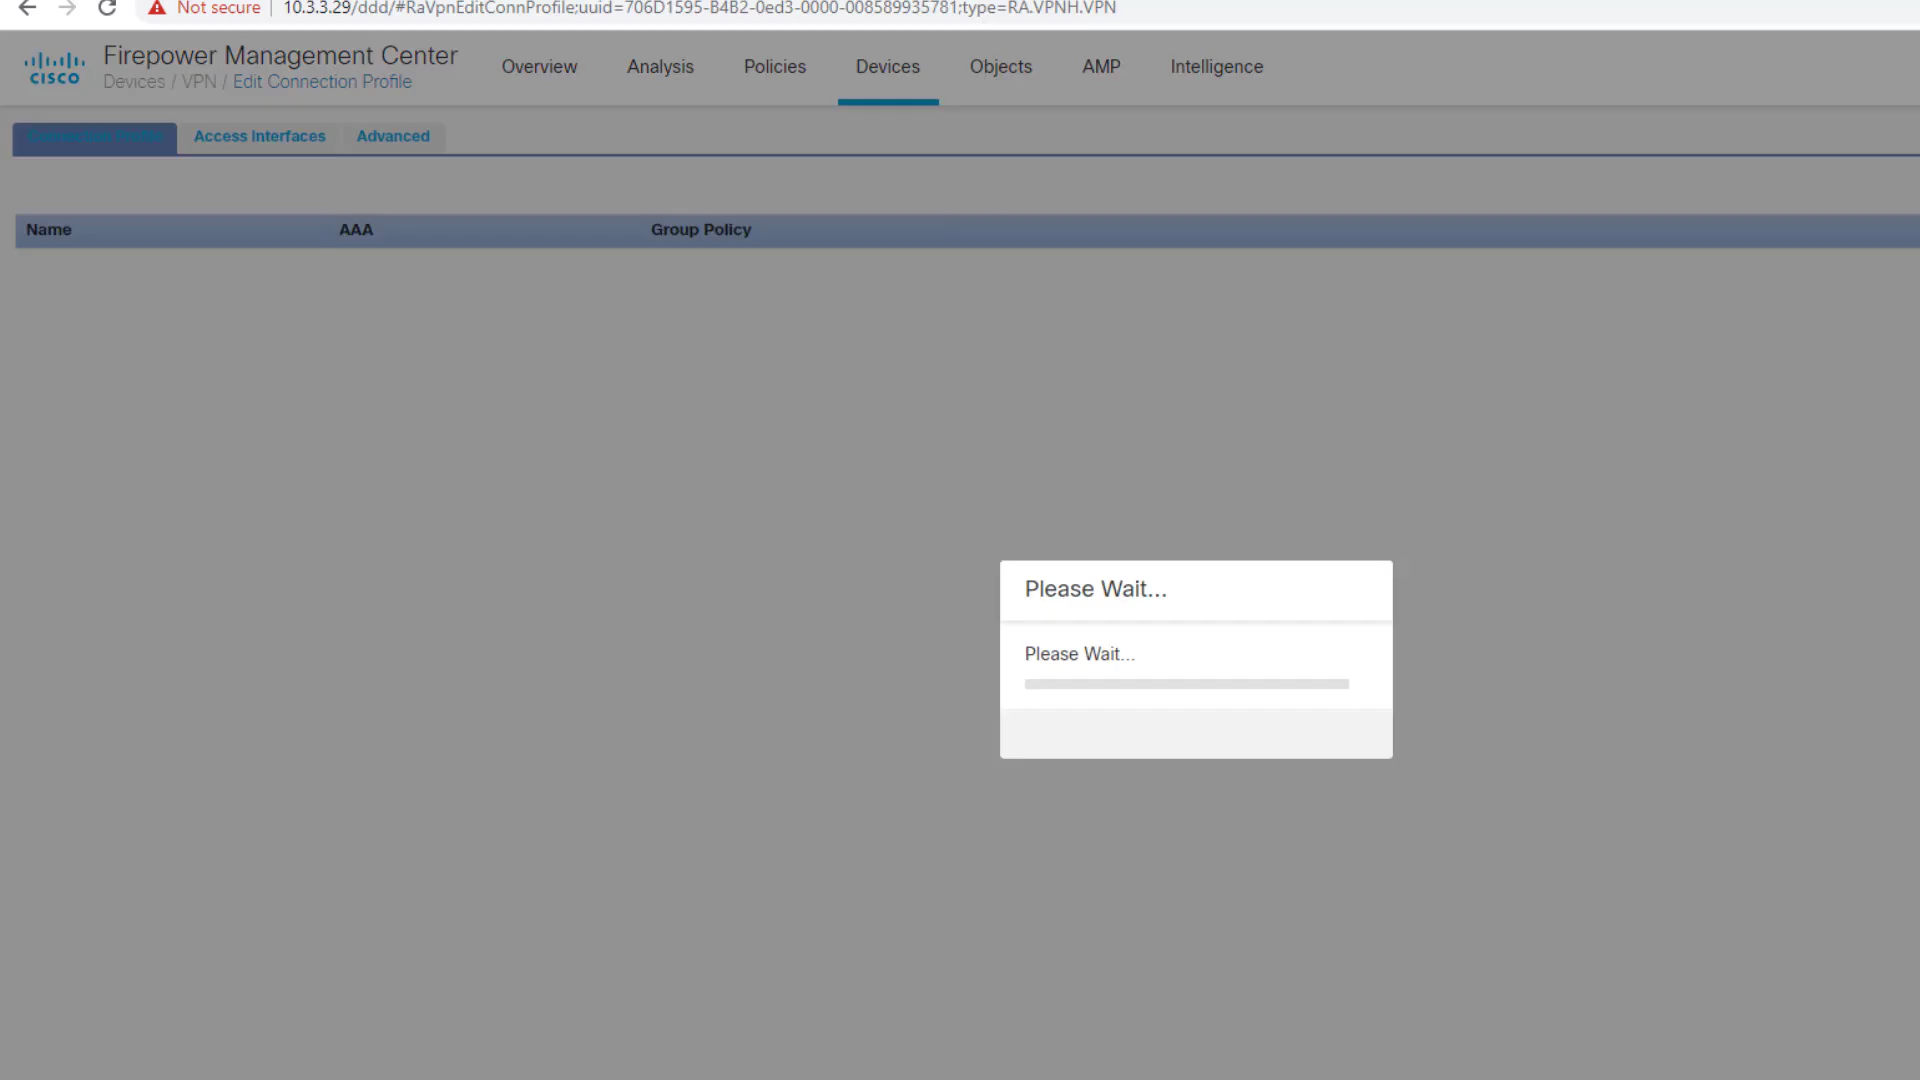 Not secure | 10.3.3.29/ddd/#RaVpnEditConnProfile;uuid=706D1595-B4B2-0ed3-0000-008589935781;type=RA.VPNH.VPN
CISCO
Firepower Management Center
Devices / VPN / Edit Connection Profile
Overview Analysis Policies Devices Objects AMP Intelligence
Connection Profile Access Interfaces Advanced
Name AAA Group Policy
Please Wait...
Please Wait...